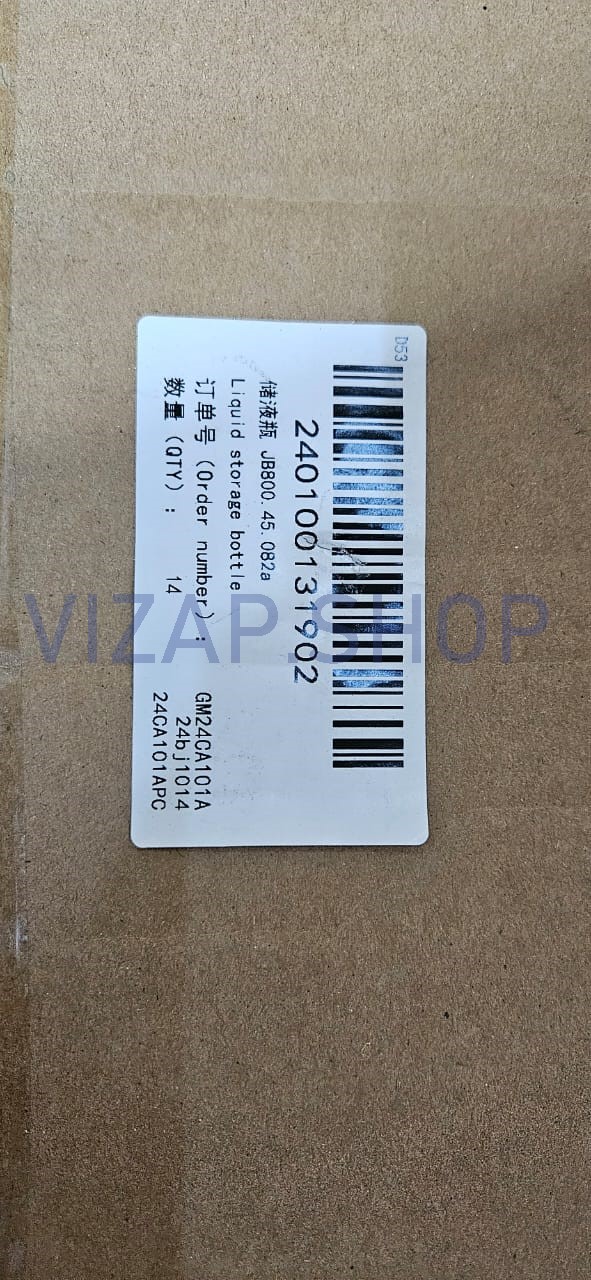 D53
240100131902
储液瓶 JB800.45.082a
Liquid storage bottle
订单号 (Order number) : GM24CA101A
24bj1014
数量 (QTY) : 14 24CA101APC
VIZAP.SHOP